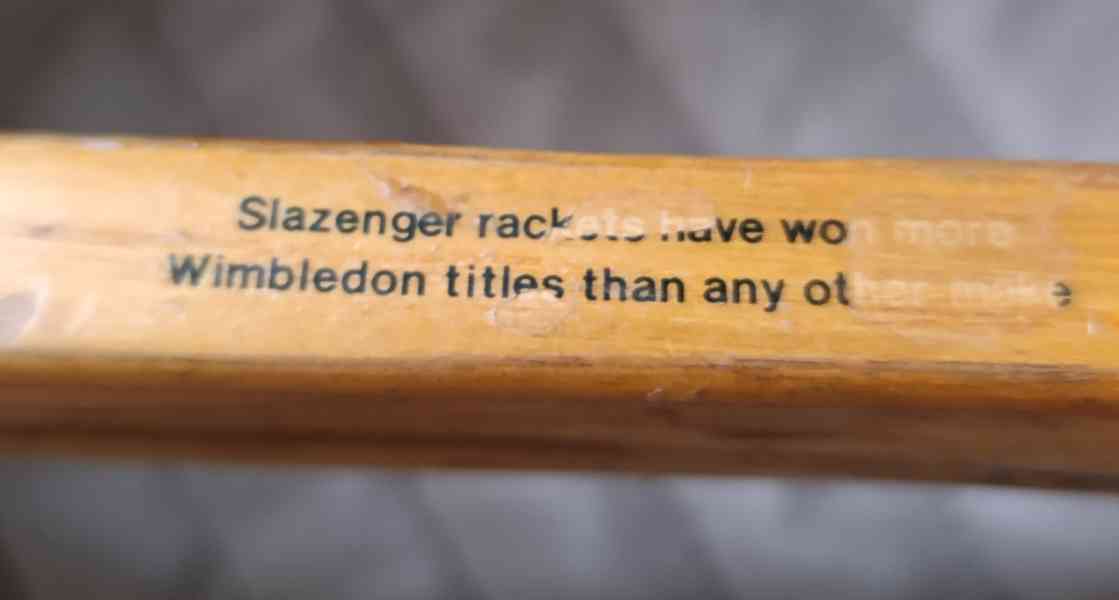 Slazenger rackets have won more
Wimbledon titles than any other make